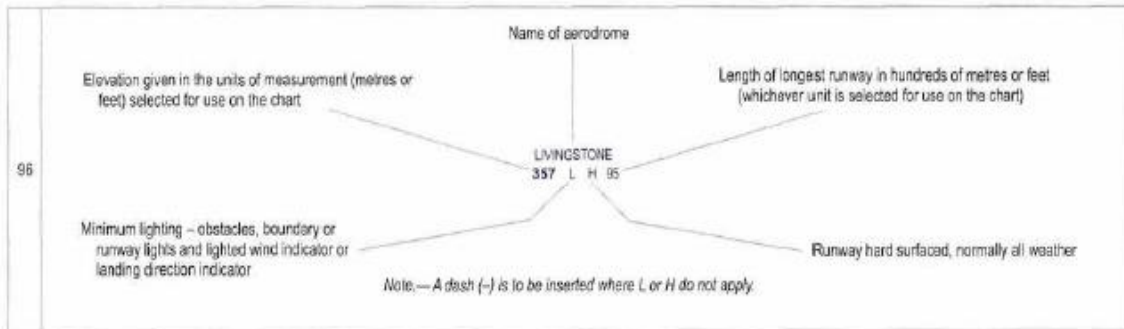 Name of aerodrome
Elevation given in the units of measurement (metres or
feet) selected for use on the chart
Length of longest runway in hundreds of metres or feet
(whichever unit is selected for use on the chart)
96
LIVINGSTONE
357 L H 95
Minimum lighting – obstacles, boundary or
runway lights and lighted wind indicator or
landing direction indicator
Runway hard surfaced, normally all weather
Note.— A dash (–) is to be inserted where L or H do not apply.